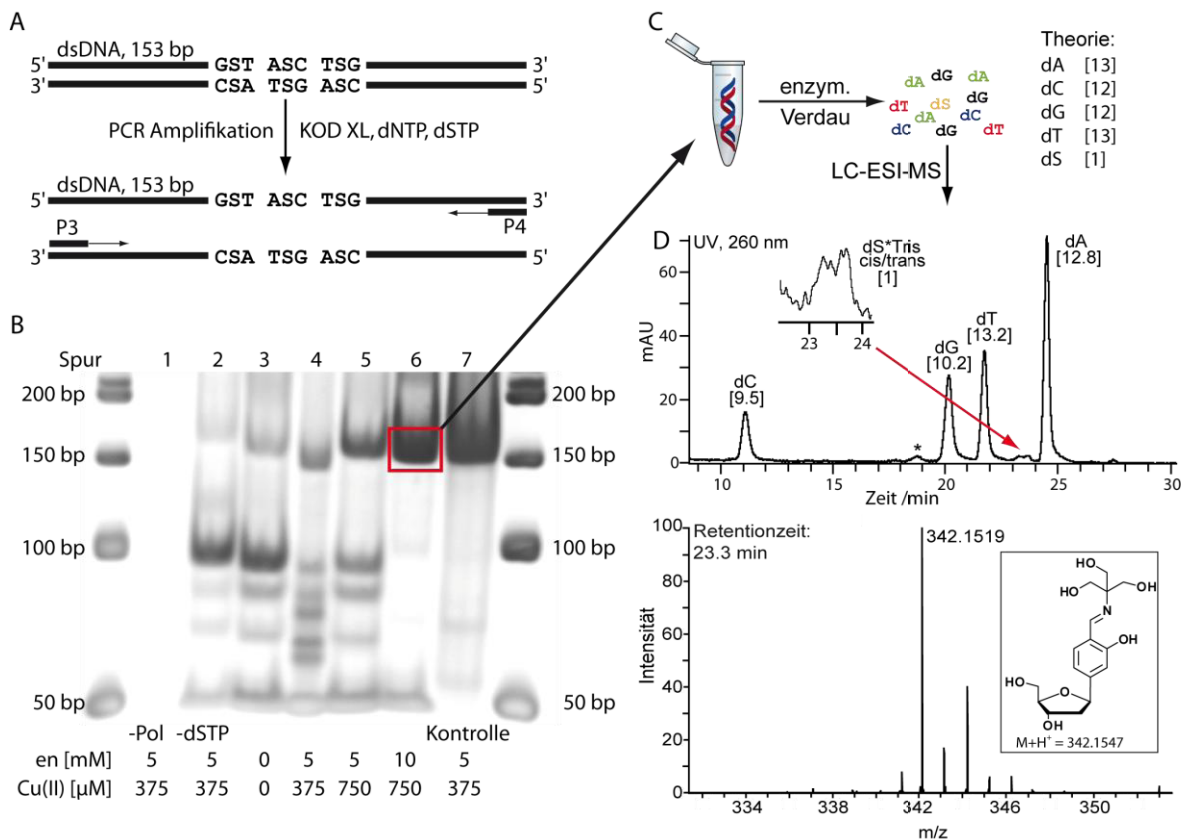 A
dsDNA, 153 bp
5' GST ASC TSG 3'
3' CSA TSG ASC 5'
PCR Amplifikation KOD XL, dNTP, dSTP
dsDNA, 153 bp
5' GST ASC TSG 3'
P3 P4
3' CSA TSG ASC 5'
B
Spur 1 2 3 4 5 6 7
200 bp 200 bp
150 bp 150 bp
100 bp 100 bp
50 bp 50 bp
-Pol -dSTP Kontrolle
en [mM] 5 5 0 5 5 10 5
Cu(II) [µM] 375 375 0 375 750 750 375
C
enzym.
Verdau
dA dG dA
dT dS dG
dA dC
dC dG dT
LC-ESI-MS
Theorie:
dA [13]
dC [12]
dG [12]
dT [13]
dS [1]
D
UV, 260 nm
dS*Tris
cis/trans
[1]
23 24
dA
[12.8]
dT
[13.2]
dG
[10.2]
dC
[9.5]
*
mAU
60
40
20
0
10 15 20 25 30
Zeit /min
Retentionzeit:
23.3 min
342.1519
Intensität
100
80
60
40
20
0
HO OH
HO
N
OH
HO
O
OH
M+H⁺ = 342.1547
334 338 342 346 350
m/z